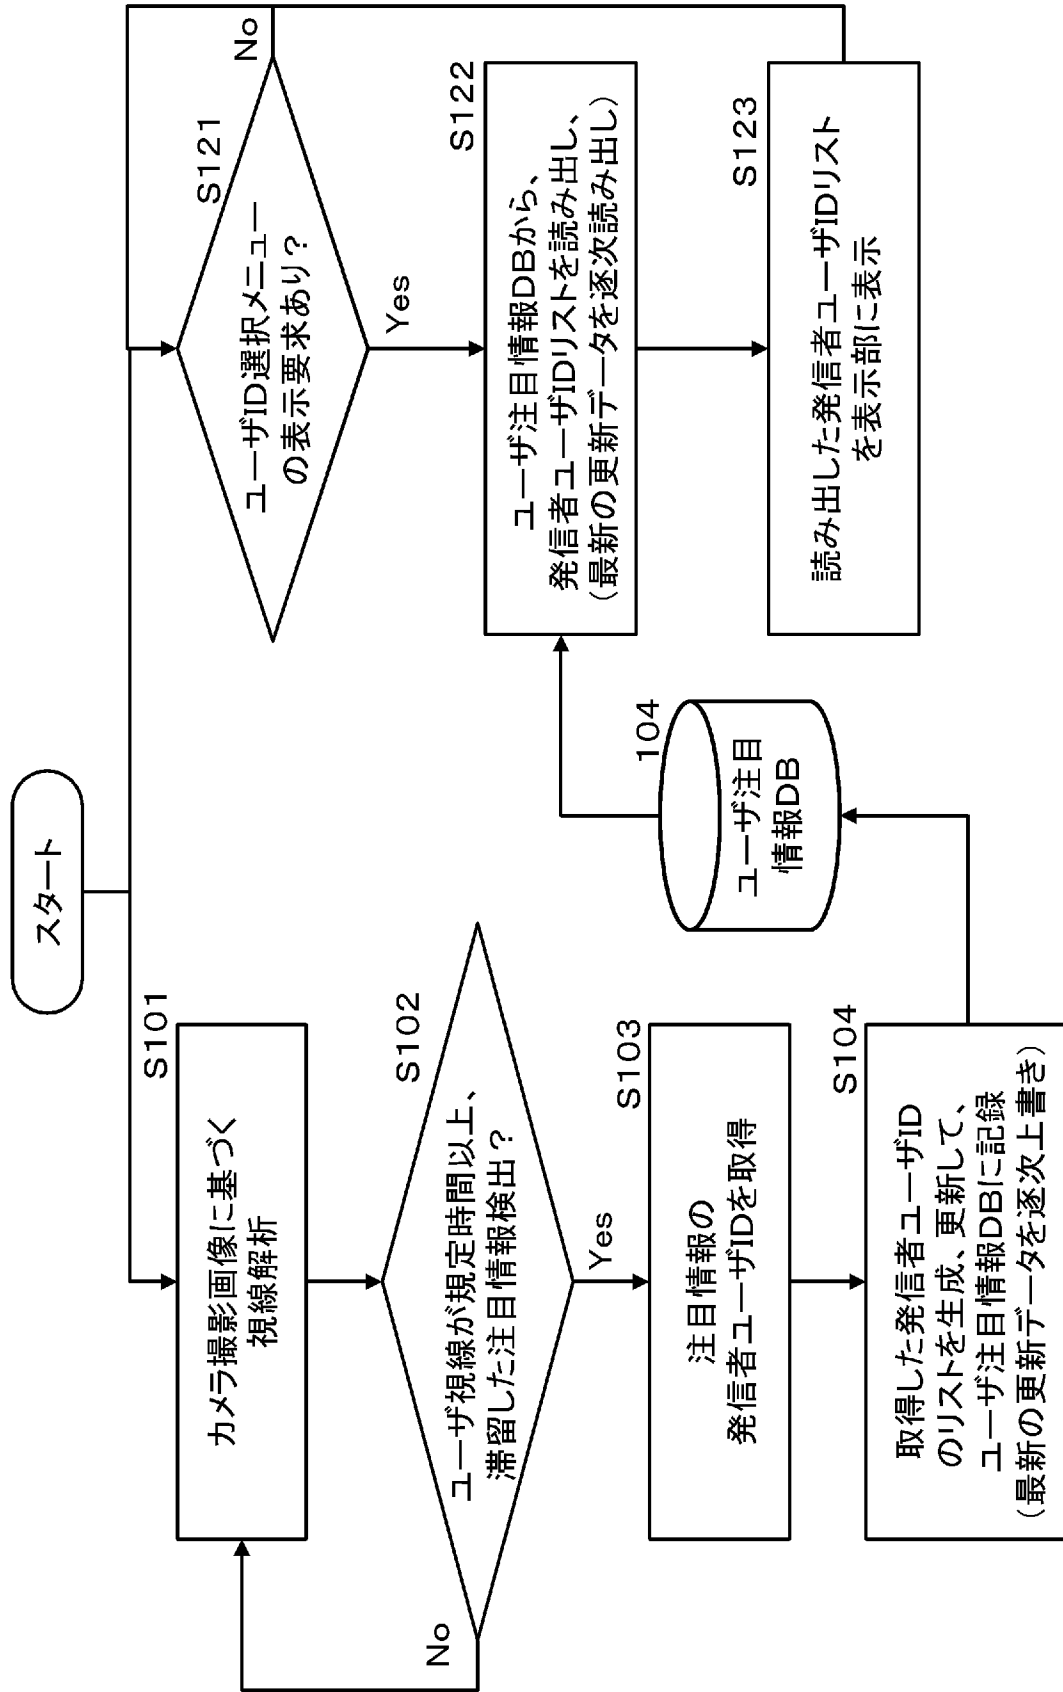 スタート
S101
カメラ撮影画像に基づく
視線解析
S102
ユーザ視線が規定時間以上、
滞留した注目情報検出？
No
Yes
S103
注目情報の
発信者ユーザIDを取得
S104
取得した発信者ユーザID
のリストを生成、更新して、
ユーザ注目情報DBに記録
（最新の更新データを逐次上書き）
104
ユーザ注目
情報DB
S121
ユーザID選択メニュー
の表示要求あり？
No
Yes
S122
ユーザ注目情報DBから、
発信者ユーザIDリストを読み出し、
（最新の更新データを逐次読み出し）
S123
読み出した発信者ユーザIDリスト
を表示部に表示